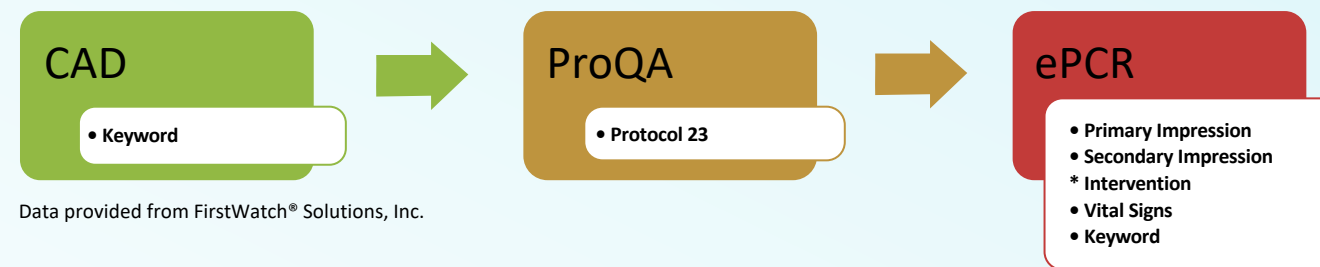 CAD
• Keyword
ProQA
• Protocol 23
ePCR
• Primary Impression
• Secondary Impression
* Intervention
• Vital Signs
• Keyword
Data provided from FirstWatch® Solutions, Inc.